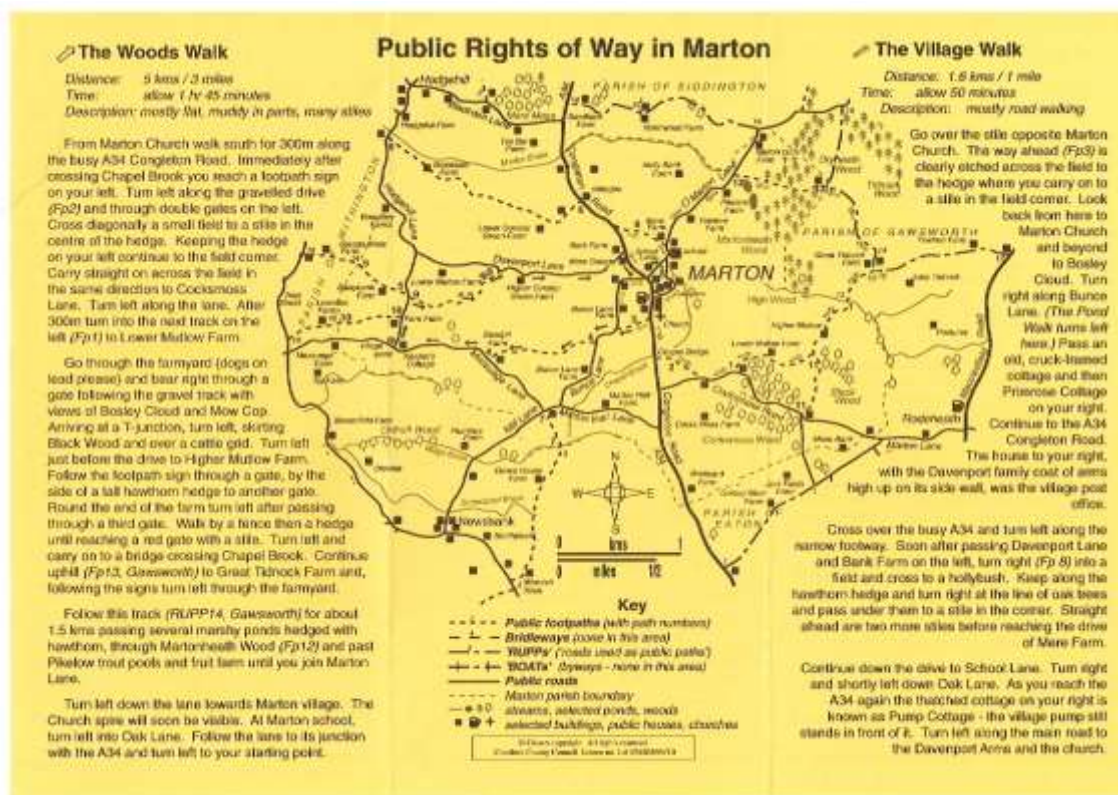 The Woods Walk
Distance: 5 kms / 3 miles
Time: allow 1 hr 45 minutes
Description: mostly flat, muddy in parts, many stiles
From Marton Church walk south for 300m along
the busy A34 Congleton Road. Immediately after
crossing Chapel Brook you reach a footpath sign
on your left. Turn left along the gravelled drive
(Fp2) and through double gates on the left.
Cross diagonally a small field to a stile in the
centre of the hedge. Keeping the hedge
on your left continue to the field corner.
Carry straight on across the field in
the same direction to Cocksmoss
Lane. Turn left along the lane. After
300m turn into the next track on the
left (Fp1) to Lower Mutlow Farm.
Go through the farmyard (dogs on
lead please) and bear right through a
gate following the gravel track with
views of Bosley Cloud and Mow Cop.
Arriving at a T-junction, turn left, skirting
Black Wood and over a cattle grid. Turn left
just before the drive to Higher Mutlow Farm.
Follow the footpath sign through a gate, by the
side of a tall hawthorn hedge to another gate.
Round the end of the farm turn left after passing
through a third gate. Walk by a fence then a hedge
until reaching a red gate with a stile. Turn left and
carry on to a bridge crossing Chapel Brook. Continue
uphill (Fp13, Gawsworth) to Great Tidnock Farm and,
following the signs turn left through the farmyard.
Follow this track (RUPP14, Gawsworth) for about
1.5 kms passing several marshy ponds hedged with
hawthorn, through Martonheath Wood (Fp12) and past
Pikelow trout pools and fruit farm until you join Marton
Lane.
Turn left down the lane towards Marton village. The
Church spire will soon be visible. At Marton school,
turn left into Oak Lane. Follow the lane to its junction
with the A34 and turn left to your starting point.
Public Rights of Way in Marton
Hodgehill
PARISH OF SIDDINGTON
Mere Moss
Tidnock Wood
PARISH OF GAWSWORTH
Davenport Lane
MARTON
High Wood
Church
Bunce Lane
Mill Lane
Cocksmoss Wood
Rodeheath
Marton Lane
PARISH OF EATON
Newsbank
N
W E
S
0 kms 1
0 miles 1/2
Key
Public footpaths (with path numbers)
Bridleways (none in this area)
'RUPPs' ('roads used as public paths')
'BOATs' (byways - none in this area)
Public roads
Marton parish boundary
streams, selected ponds, woods
selected buildings, public houses, churches
The Village Walk
Distance: 1.6 kms / 1 mile
Time: allow 50 minutes
Description: mostly road walking
Go over the stile opposite Marton
Church. The way ahead (Fp3) is
clearly etched across the field to
the hedge where you carry on to
a stile in the field corner. Look
back from here to
Marton Church
and beyond
to Bosley
Cloud. Turn
right along Bunce
Lane. (The Pond
Walk turns left
here.) Pass an
old, cruck-framed
cottage and then
Primrose Cottage
on your right.
Continue to the A34
Congleton Road.
The house to your right,
with the Davenport family coat of arms
high up on its side wall, was the village post
office.
Cross over the busy A34 and turn left along the
narrow footway. Soon after passing Davenport Lane
and Bank Farm on the left, turn right (Fp 8) into a
field and cross to a hollybush. Keep along the
hawthorn hedge and turn right at the line of oak trees
and pass under them to a stile in the corner. Straight
ahead are two more stiles before reaching the drive
of Mere Farm.
Continue down the drive to School Lane. Turn right
and shortly left down Oak Lane. As you reach the
A34 again the thatched cottage on your right is
known as Pump Cottage - the village pump still
stands in front of it. Turn left along the main road to
the Davenport Arms and the church.